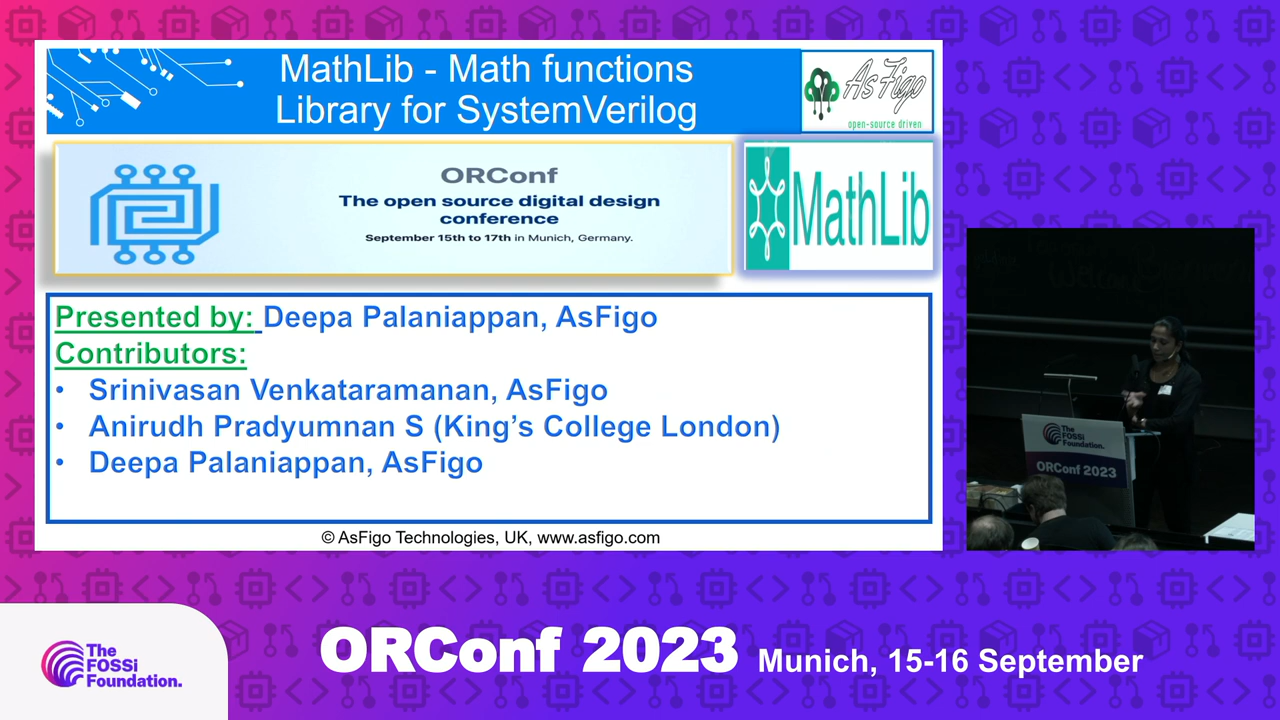 MathLib - Math functions
Library for SystemVerilog
AsFigo
open-source driven
ORConf
The open source digital design
conference
September 15th to 17th in Munich, Germany.
MathLib
Presented by: Deepa Palaniappan, AsFigo
Contributors:
• Srinivasan Venkataramanan, AsFigo
• Anirudh Pradyumnan S (King's College London)
• Deepa Palaniappan, AsFigo
© AsFigo Technologies, UK, www.asfigo.com
Welcome
The
FOSSi
Foundation.
ORConf 2023
The
FOSSi
Foundation.
ORConf 2023 Munich, 15-16 September